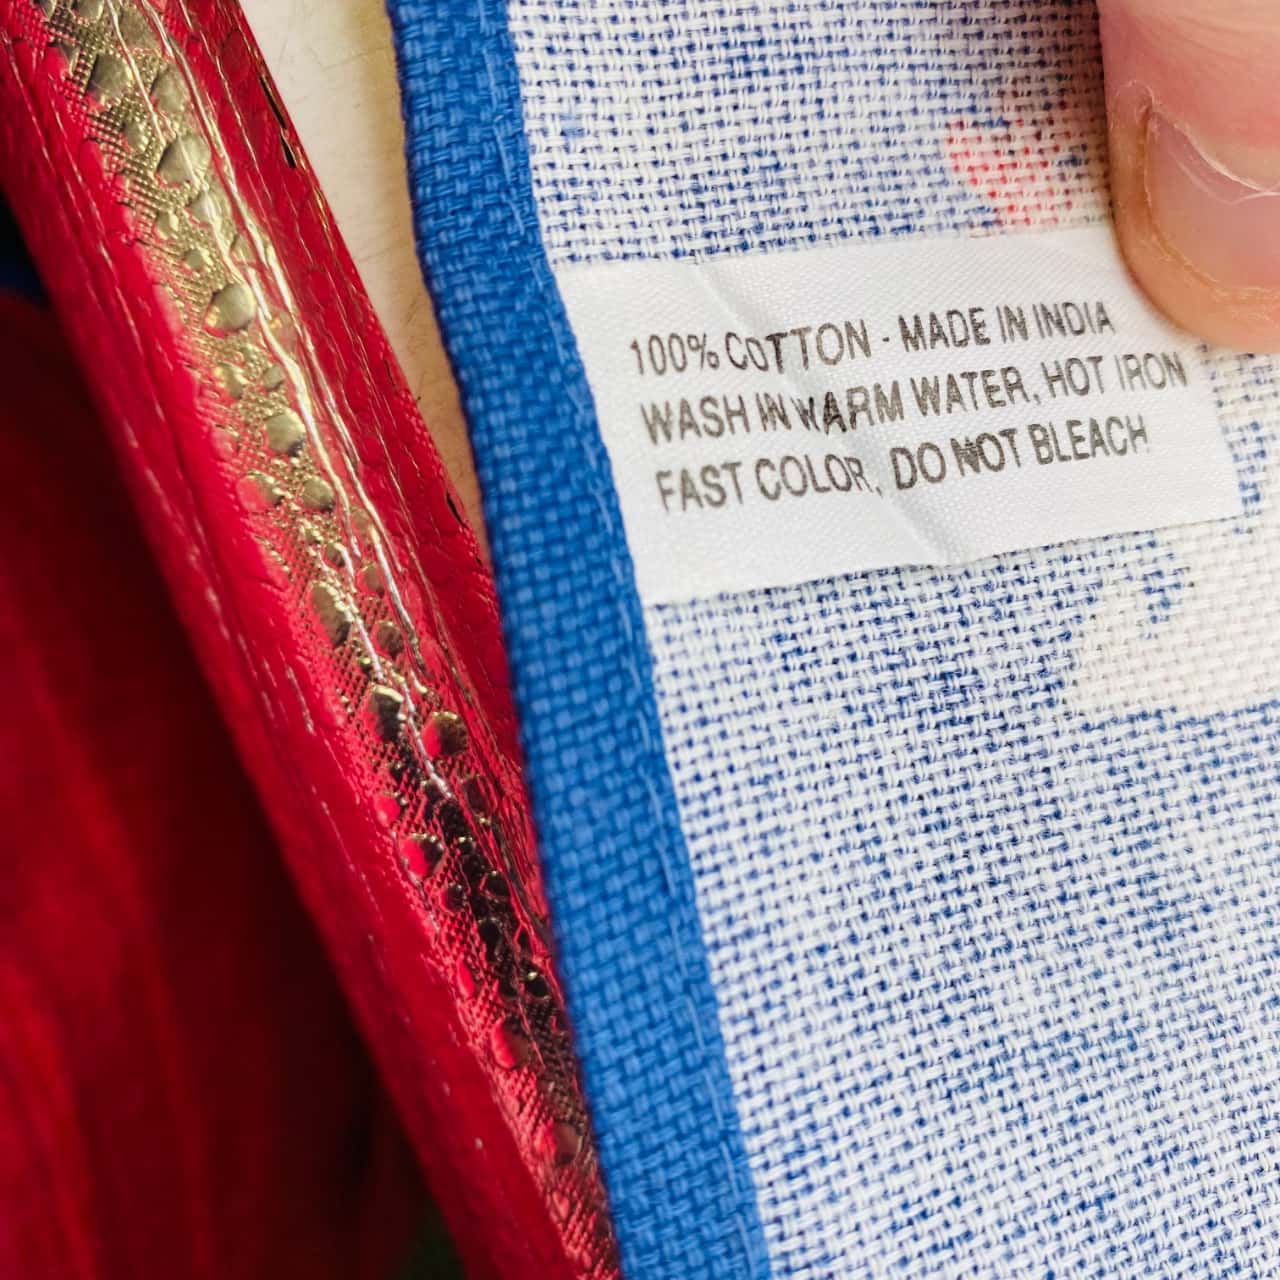 100% COTTON - MADE IN INDIA
WASH IN WARM WATER, HOT IRON
FAST COLOR, DO NOT BLEACH